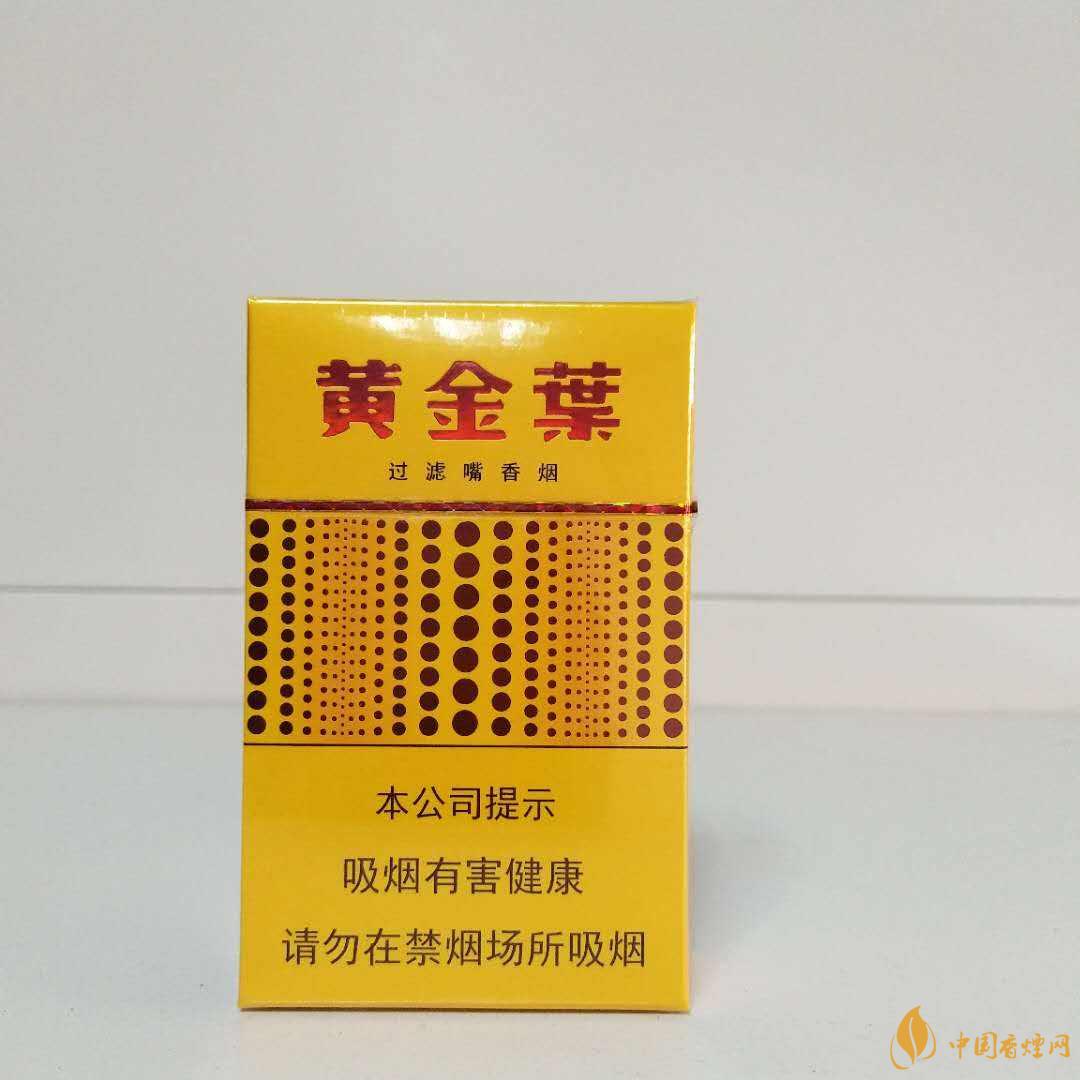 黄金葉
过滤嘴香烟
本公司提示
吸烟有害健康
请勿在禁烟场所吸烟
中国香煙网